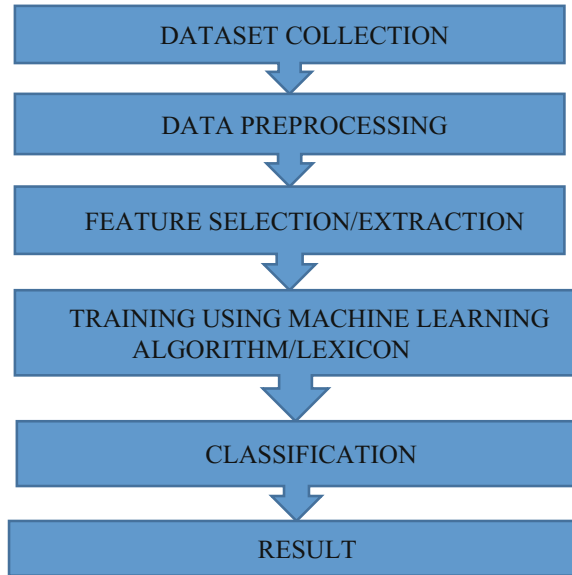 DATASET COLLECTION
DATA PREPROCESSING
FEATURE SELECTION/EXTRACTION
TRAINING USING MACHINE LEARNING
ALGORITHM/LEXICON
CLASSIFICATION
RESULT